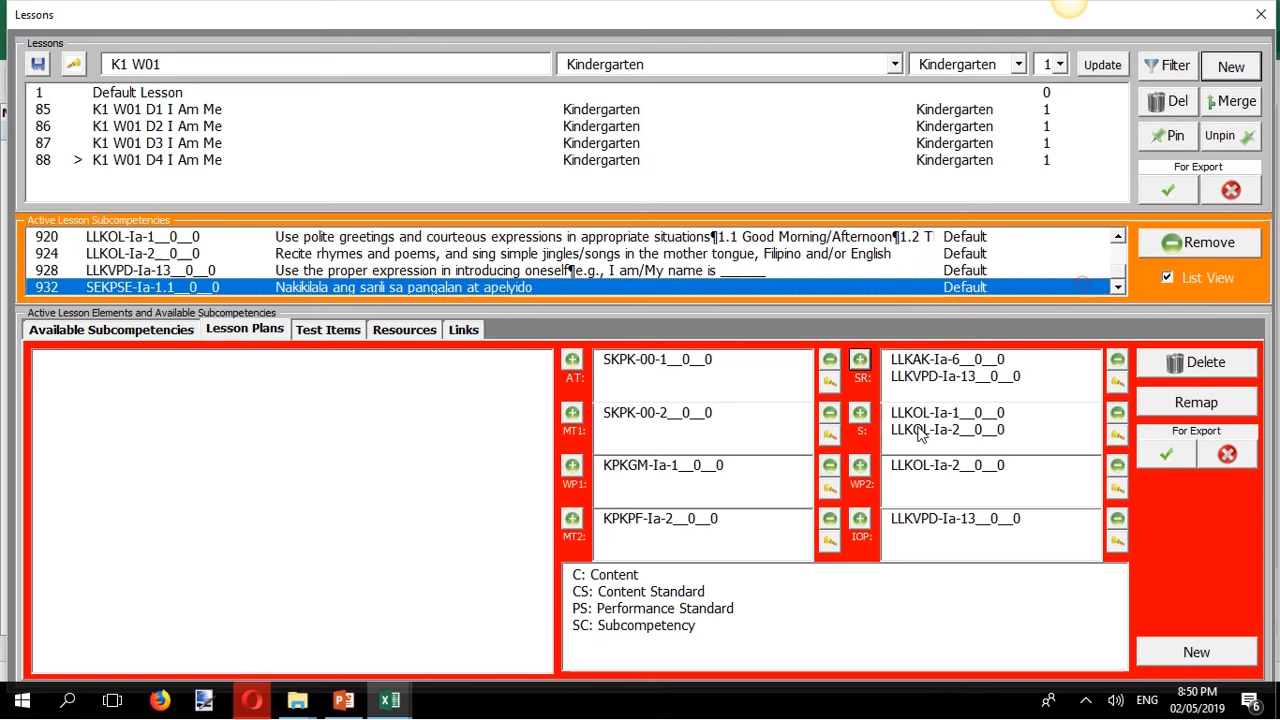 Lessons
Lessons
K1 W01 Kindergarten Kindergarten 1 Update Filter New
1 Default Lesson 0
85 K1 W01 D1 I Am Me Kindergarten Kindergarten 1 Del Merge
86 K1 W01 D2 I Am Me Kindergarten Kindergarten 1
87 K1 W01 D3 I Am Me Kindergarten Kindergarten 1 Pin Unpin
88 > K1 W01 D4 I Am Me Kindergarten Kindergarten 1
For Export
Active Lesson Subcompetencies
920 LLKOL-Ia-1__0__0 Use polite greetings and courteous expressions in appropriate situations¶1.1 Good Morning/Afternoon¶1.2 Default Remove
924 LLKOL-Ia-2__0__0 Recite rhymes and poems, and sing simple jingles/songs in the mother tongue, Filipino and/or English Default
928 LLKVPD-Ia-13__0__0 Use the proper expression in introducing oneself¶e.g., I am/My name is ______ Default List View
932 SEKPSE-Ia-1.1__0__0 Nakikilala ang sarili sa pangalan at apelyido Default
Active Lesson Elements and Available Subcompetencies
Available Subcompetencies Lesson Plans Test Items Resources Links
SKPK-00-1__0__0 LLKAK-Ia-6__0__0 Delete
AT: SR: LLKVPD-Ia-13__0__0
Remap
SKPK-00-2__0__0 LLKOL-Ia-1__0__0
MT1: S: LLKOL-Ia-2__0__0 For Export
KPKGM-Ia-1__0__0 LLKOL-Ia-2__0__0
WP1: WP2:
KPKPF-Ia-2__0__0 LLKVPD-Ia-13__0__0
MT2: IOP:
C: Content
CS: Content Standard
PS: Performance Standard
SC: Subcompetency
New
ENG 8:50 PM
02/05/2019 6